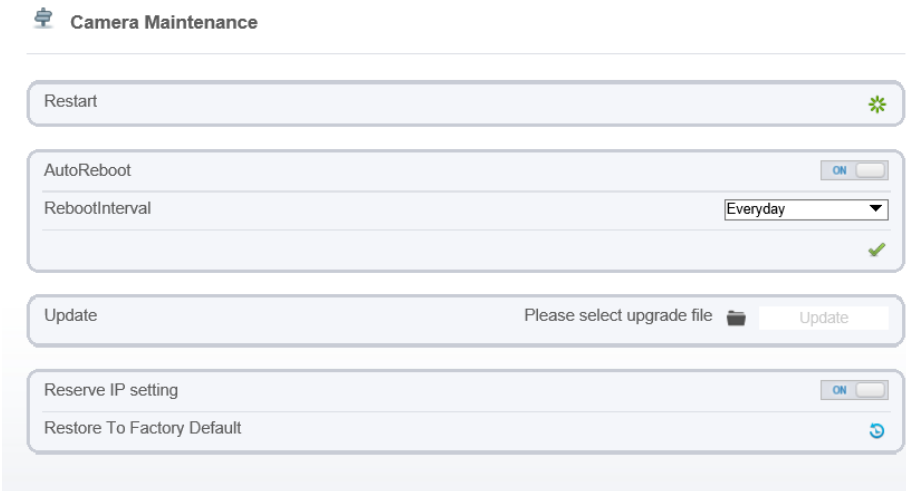 Camera Maintenance
Restart
AutoReboot ON
RebootInterval Everyday
Update Please select upgrade file Update
Reserve IP setting ON
Restore To Factory Default